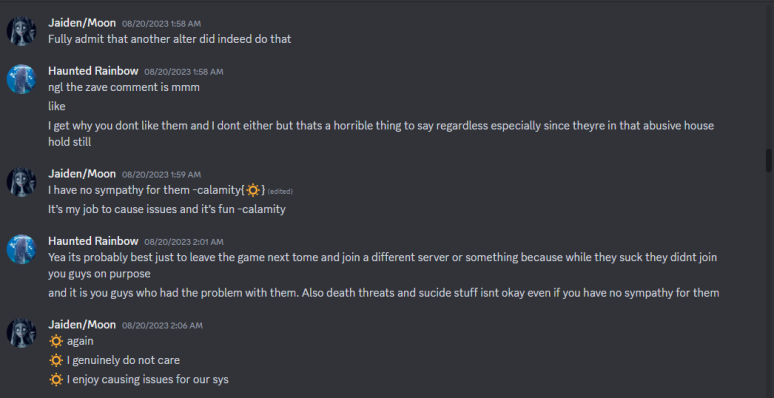 Jaiden/Moon 08/20/2023 1:58 AM
Fully admit that another alter did indeed do that
Haunted Rainbow 08/20/2023 1:58 AM
ngl the zave comment is mmm
like
I get why you dont like them and I dont either but thats a horrible thing to say regardless especially since theyre in that abusive house
hold still
Jaiden/Moon 08/20/2023 1:59 AM
I have no sympathy for them -calamity{🔅} (edited)
It's my job to cause issues and it's fun -calamity
Haunted Rainbow 08/20/2023 2:01 AM
Yea its probably best just to leave the game next tome and join a different server or something because while they suck they didnt join
you guys on purpose
and it is you guys who had the problem with them. Also death threats and sucide stuff isnt okay even if you have no sympathy for them
Jaiden/Moon 08/20/2023 2:06 AM
🔅 again
🔅 I genuinely do not care
🔅 I enjoy causing issues for our sys